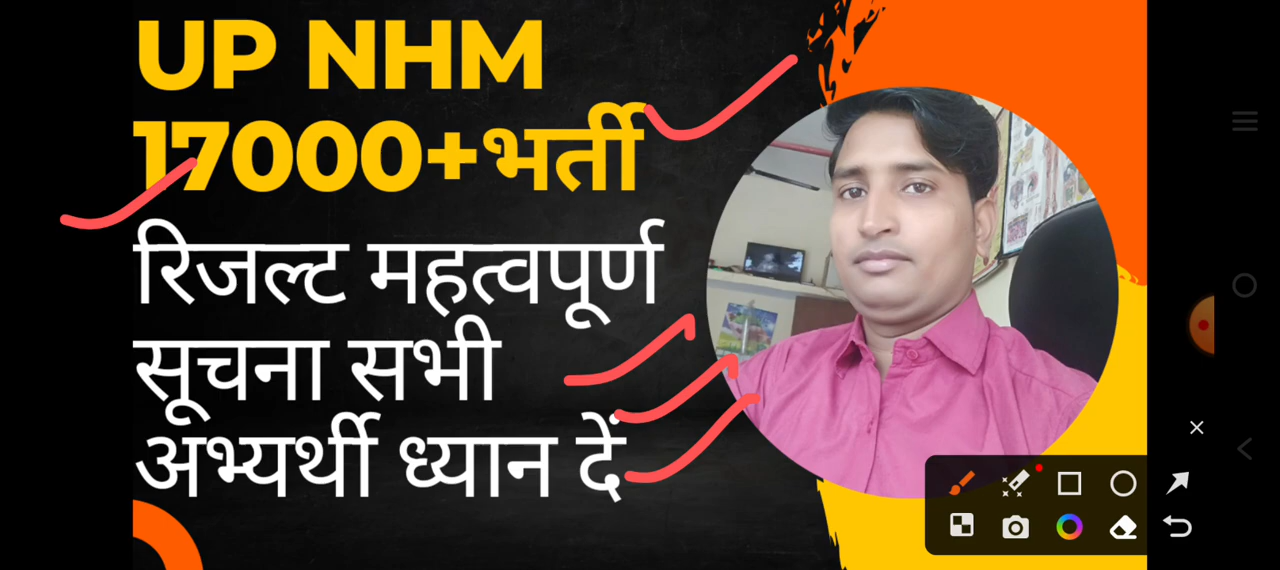 UP NHM
17000+भर्ती
रिजल्ट महत्वपूर्ण
सूचना सभी
अभ्यर्थी ध्यान दें